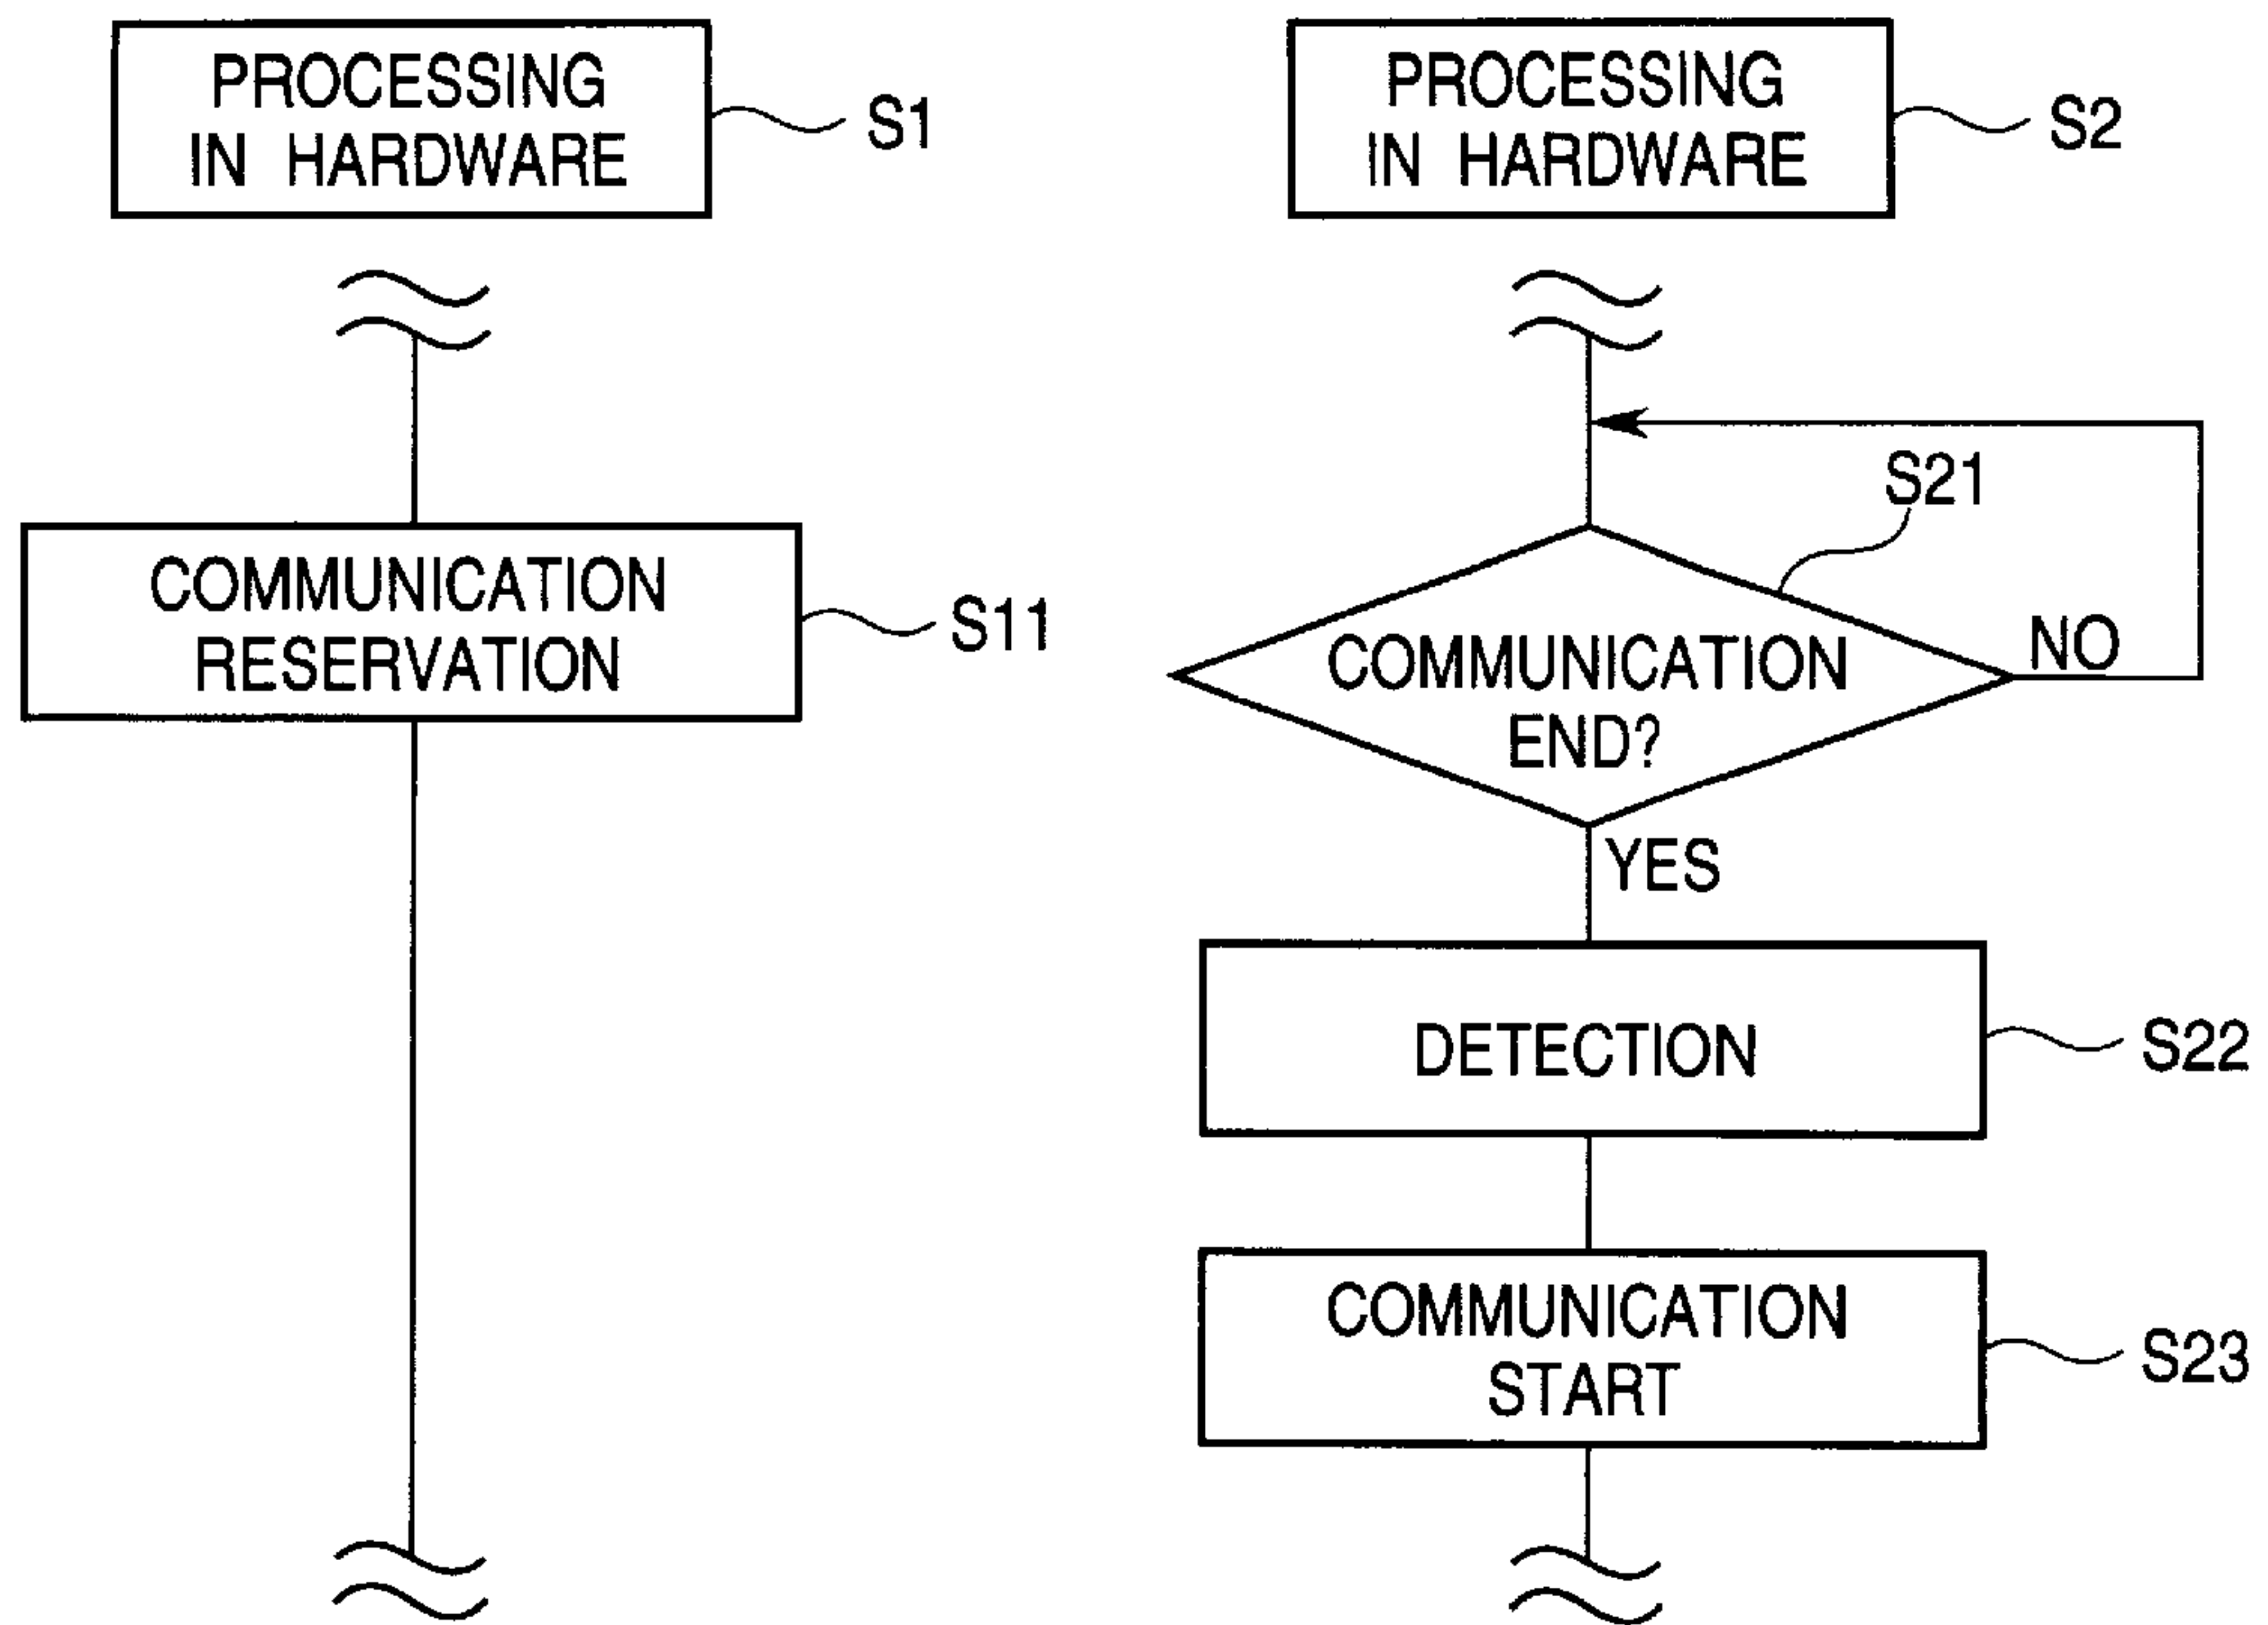 PROCESSING
IN HARDWARE
S1
COMMUNICATION
RESERVATION
S11
PROCESSING
IN HARDWARE
S2
S21
COMMUNICATION
END?
NO
YES
DETECTION
S22
COMMUNICATION
START
S23